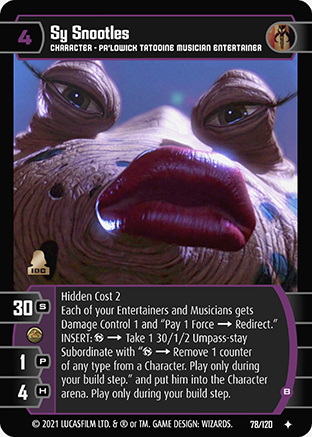 4 Sy Snootles
CHARACTER - PA'LOWICK TATOOINE MUSICIAN ENTERTAINER
IDC
30 S
1 P
4 H
Hidden Cost 2
Each of your Entertainers and Musicians gets
Damage Control 1 and “Pay 1 Force → Redirect.”
INSERT: → Take 1 30/1/2 Umpass-stay
Subordinate with “ → Remove 1 counter
of any type from a Character. Play only during
your build step.” and put him into the Character
arena. Play only during your build step.
B
© 2021 LUCASFILM LTD. & ® or TM. GAME DESIGN: WIZARDS. 78/120